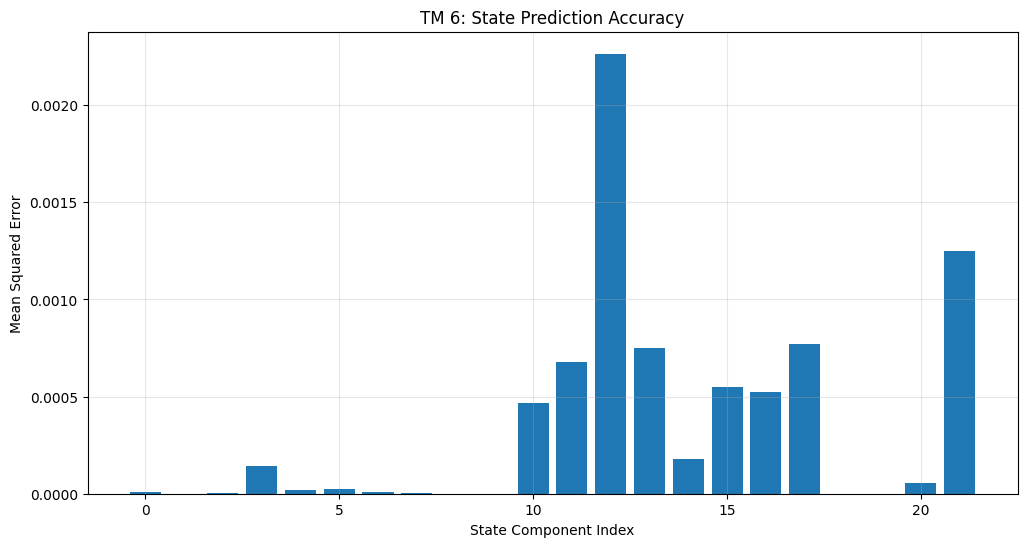 TM 6: State Prediction Accuracy
Mean Squared Error
0.0020
0.0015
0.0010
0.0005
0.0000
0 5 10 15 20
State Component Index